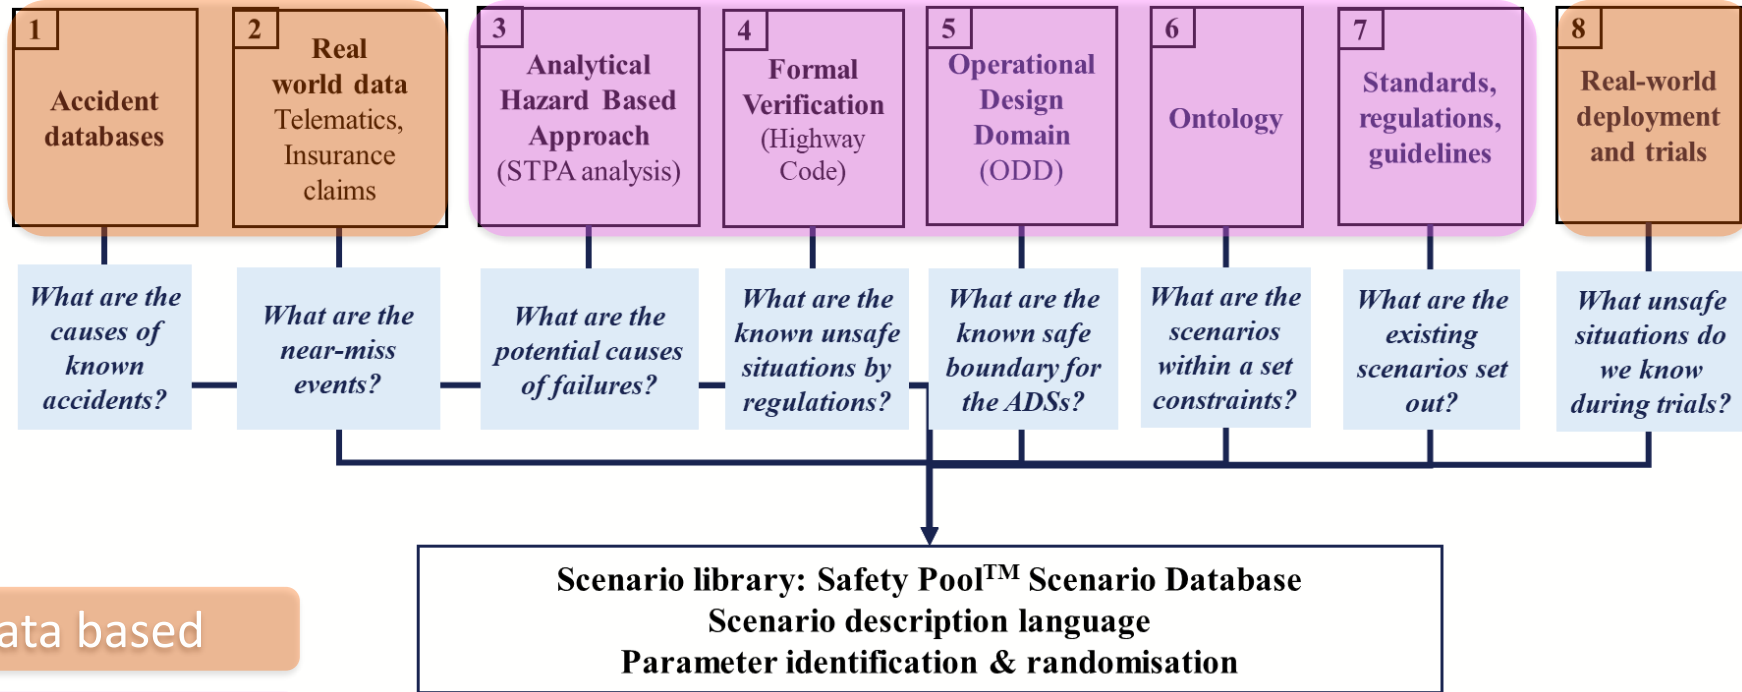 1
Accident
databases
2
Real
world data
Telematics,
Insurance
claims
3
Analytical
Hazard Based
Approach
(STPA analysis)
4
Formal
Verification
(Highway
Code)
5
Operational
Design
Domain
(ODD)
6
Ontology
7
Standards,
regulations,
guidelines
8
Real-world
deployment
and trials
What are the
causes of
known
accidents?
What are the
near-miss
events?
What are the
potential causes
of failures?
What are the
known unsafe
situations by
regulations?
What are the
known safe
boundary for
the ADSs?
What are the
scenarios
within a set
constraints?
What are the
existing
scenarios set
out?
What unsafe
situations do
we know
during trials?
Scenario library: Safety Pool™ Scenario Database
Scenario description language
Parameter identification & randomisation
ata based